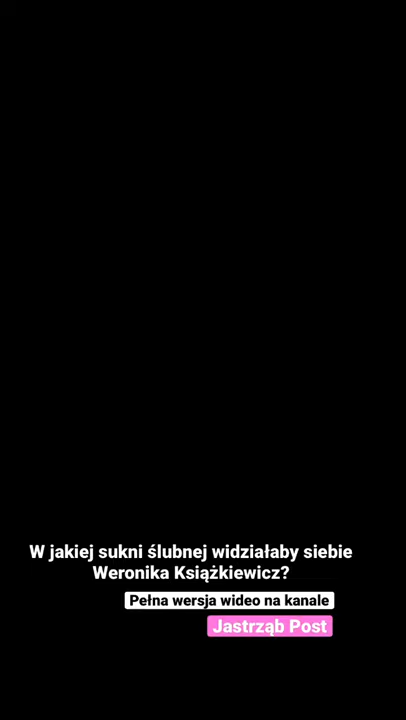 W jakiej sukni ślubnej widziałaby siebie
Weronika Książkiewicz?
Pełna wersja wideo na kanale
Jastrząb Post